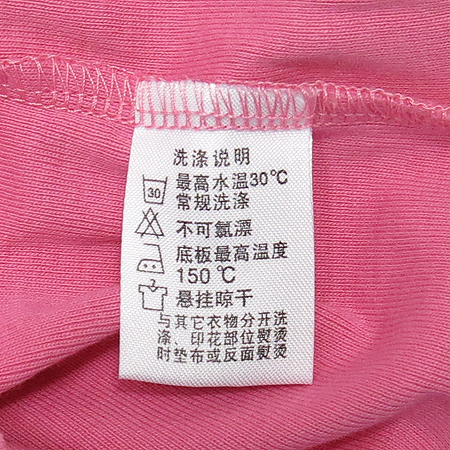 洗涤说明
30 最高水温30℃
常规洗涤
不可氯漂
底板最高温度
150℃
悬挂晾干
与其它衣物分开洗
涤、印花部位熨烫
时垫布或反面熨烫